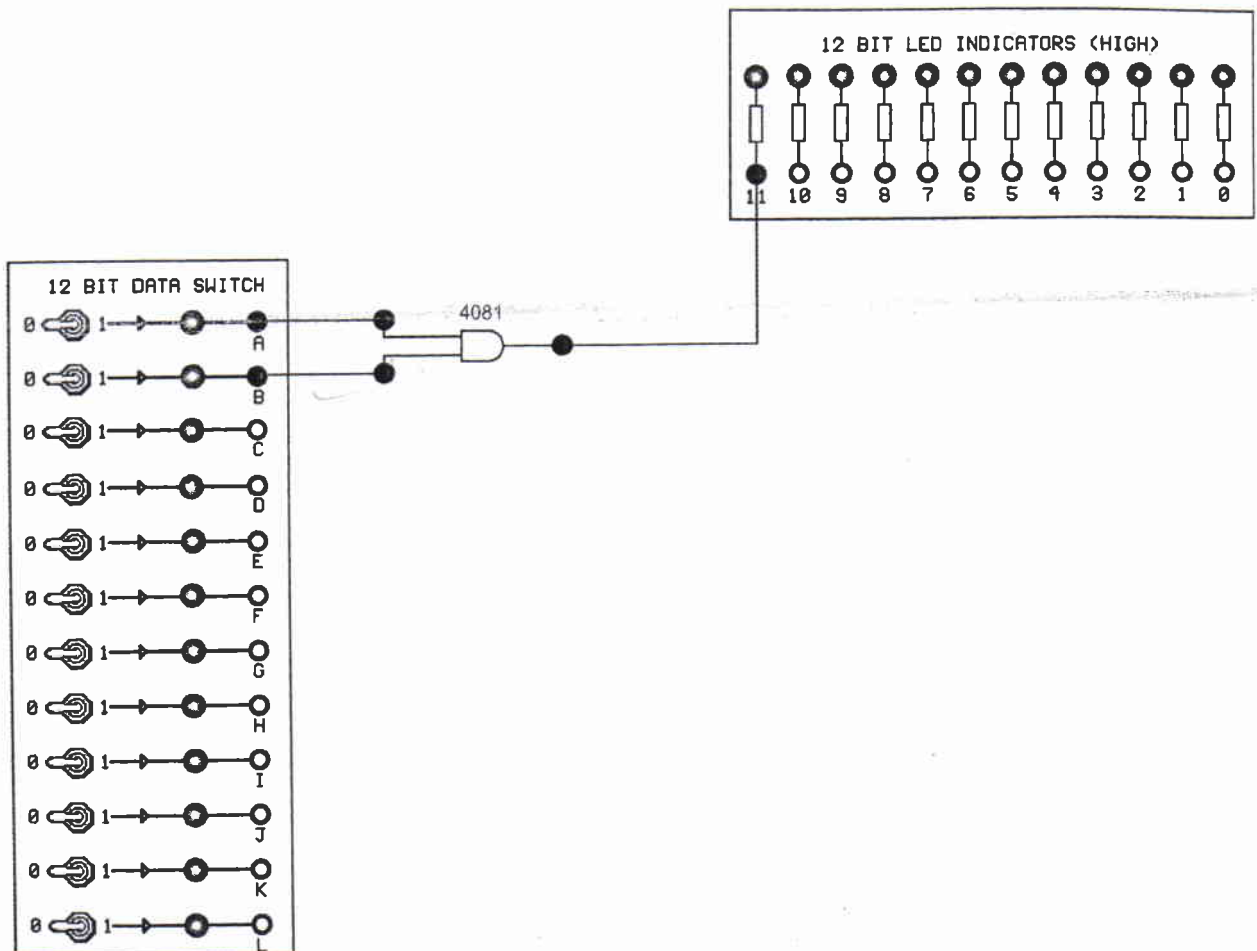 12 BIT LED INDICATORS (HIGH)
11 10 9 8 7 6 5 4 3 2 1 0
12 BIT DATA SWITCH
0 1 A
0 1 B
0 1 C
0 1 D
0 1 E
0 1 F
0 1 G
0 1 H
0 1 I
0 1 J
0 1 K
0 1 L
4081